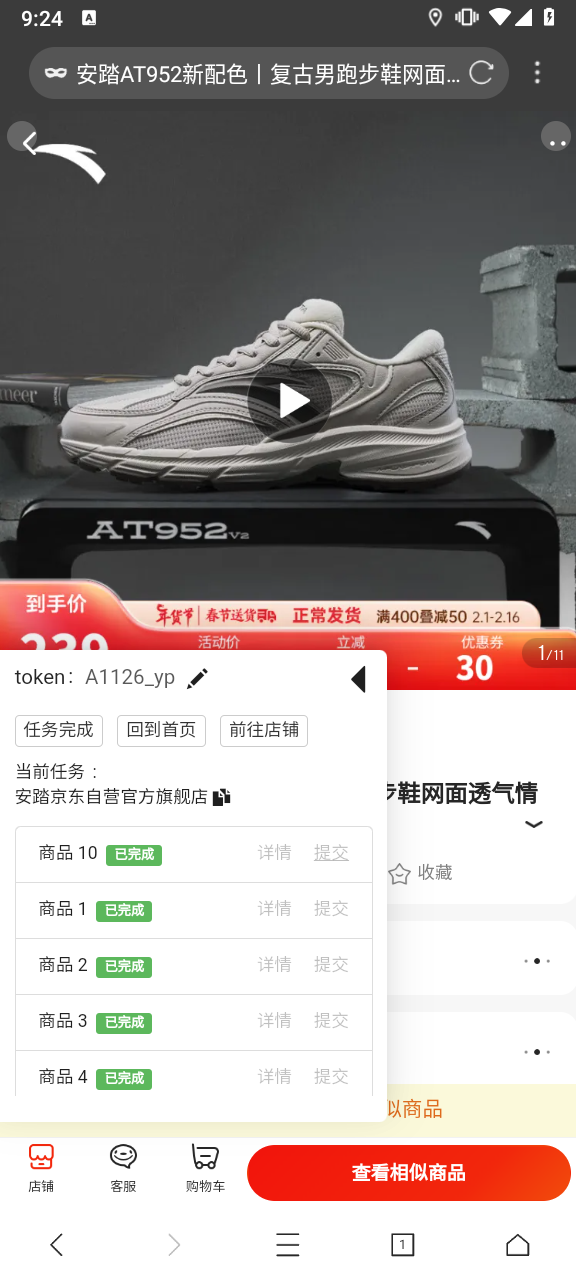 9:24
安踏AT952新配色丨复古男跑步鞋网面...
meer
AT952V2
到手价
年货节 春节送货 正常发货 满400叠减50 2.1-2.16
活动价 立减 优惠券
239
- 30
1/11
token: A1126_yp
任务完成 回到首页 前往店铺
当前任务：
安踏京东自营官方旗舰店
步鞋网面透气情
收藏
商品 10 已完成 详情 提交
商品 1 已完成 详情 提交
商品 2 已完成 详情 提交
商品 3 已完成 详情 提交
商品 4 已完成 详情 提交
似商品
店铺 客服 购物车 查看相似商品
1